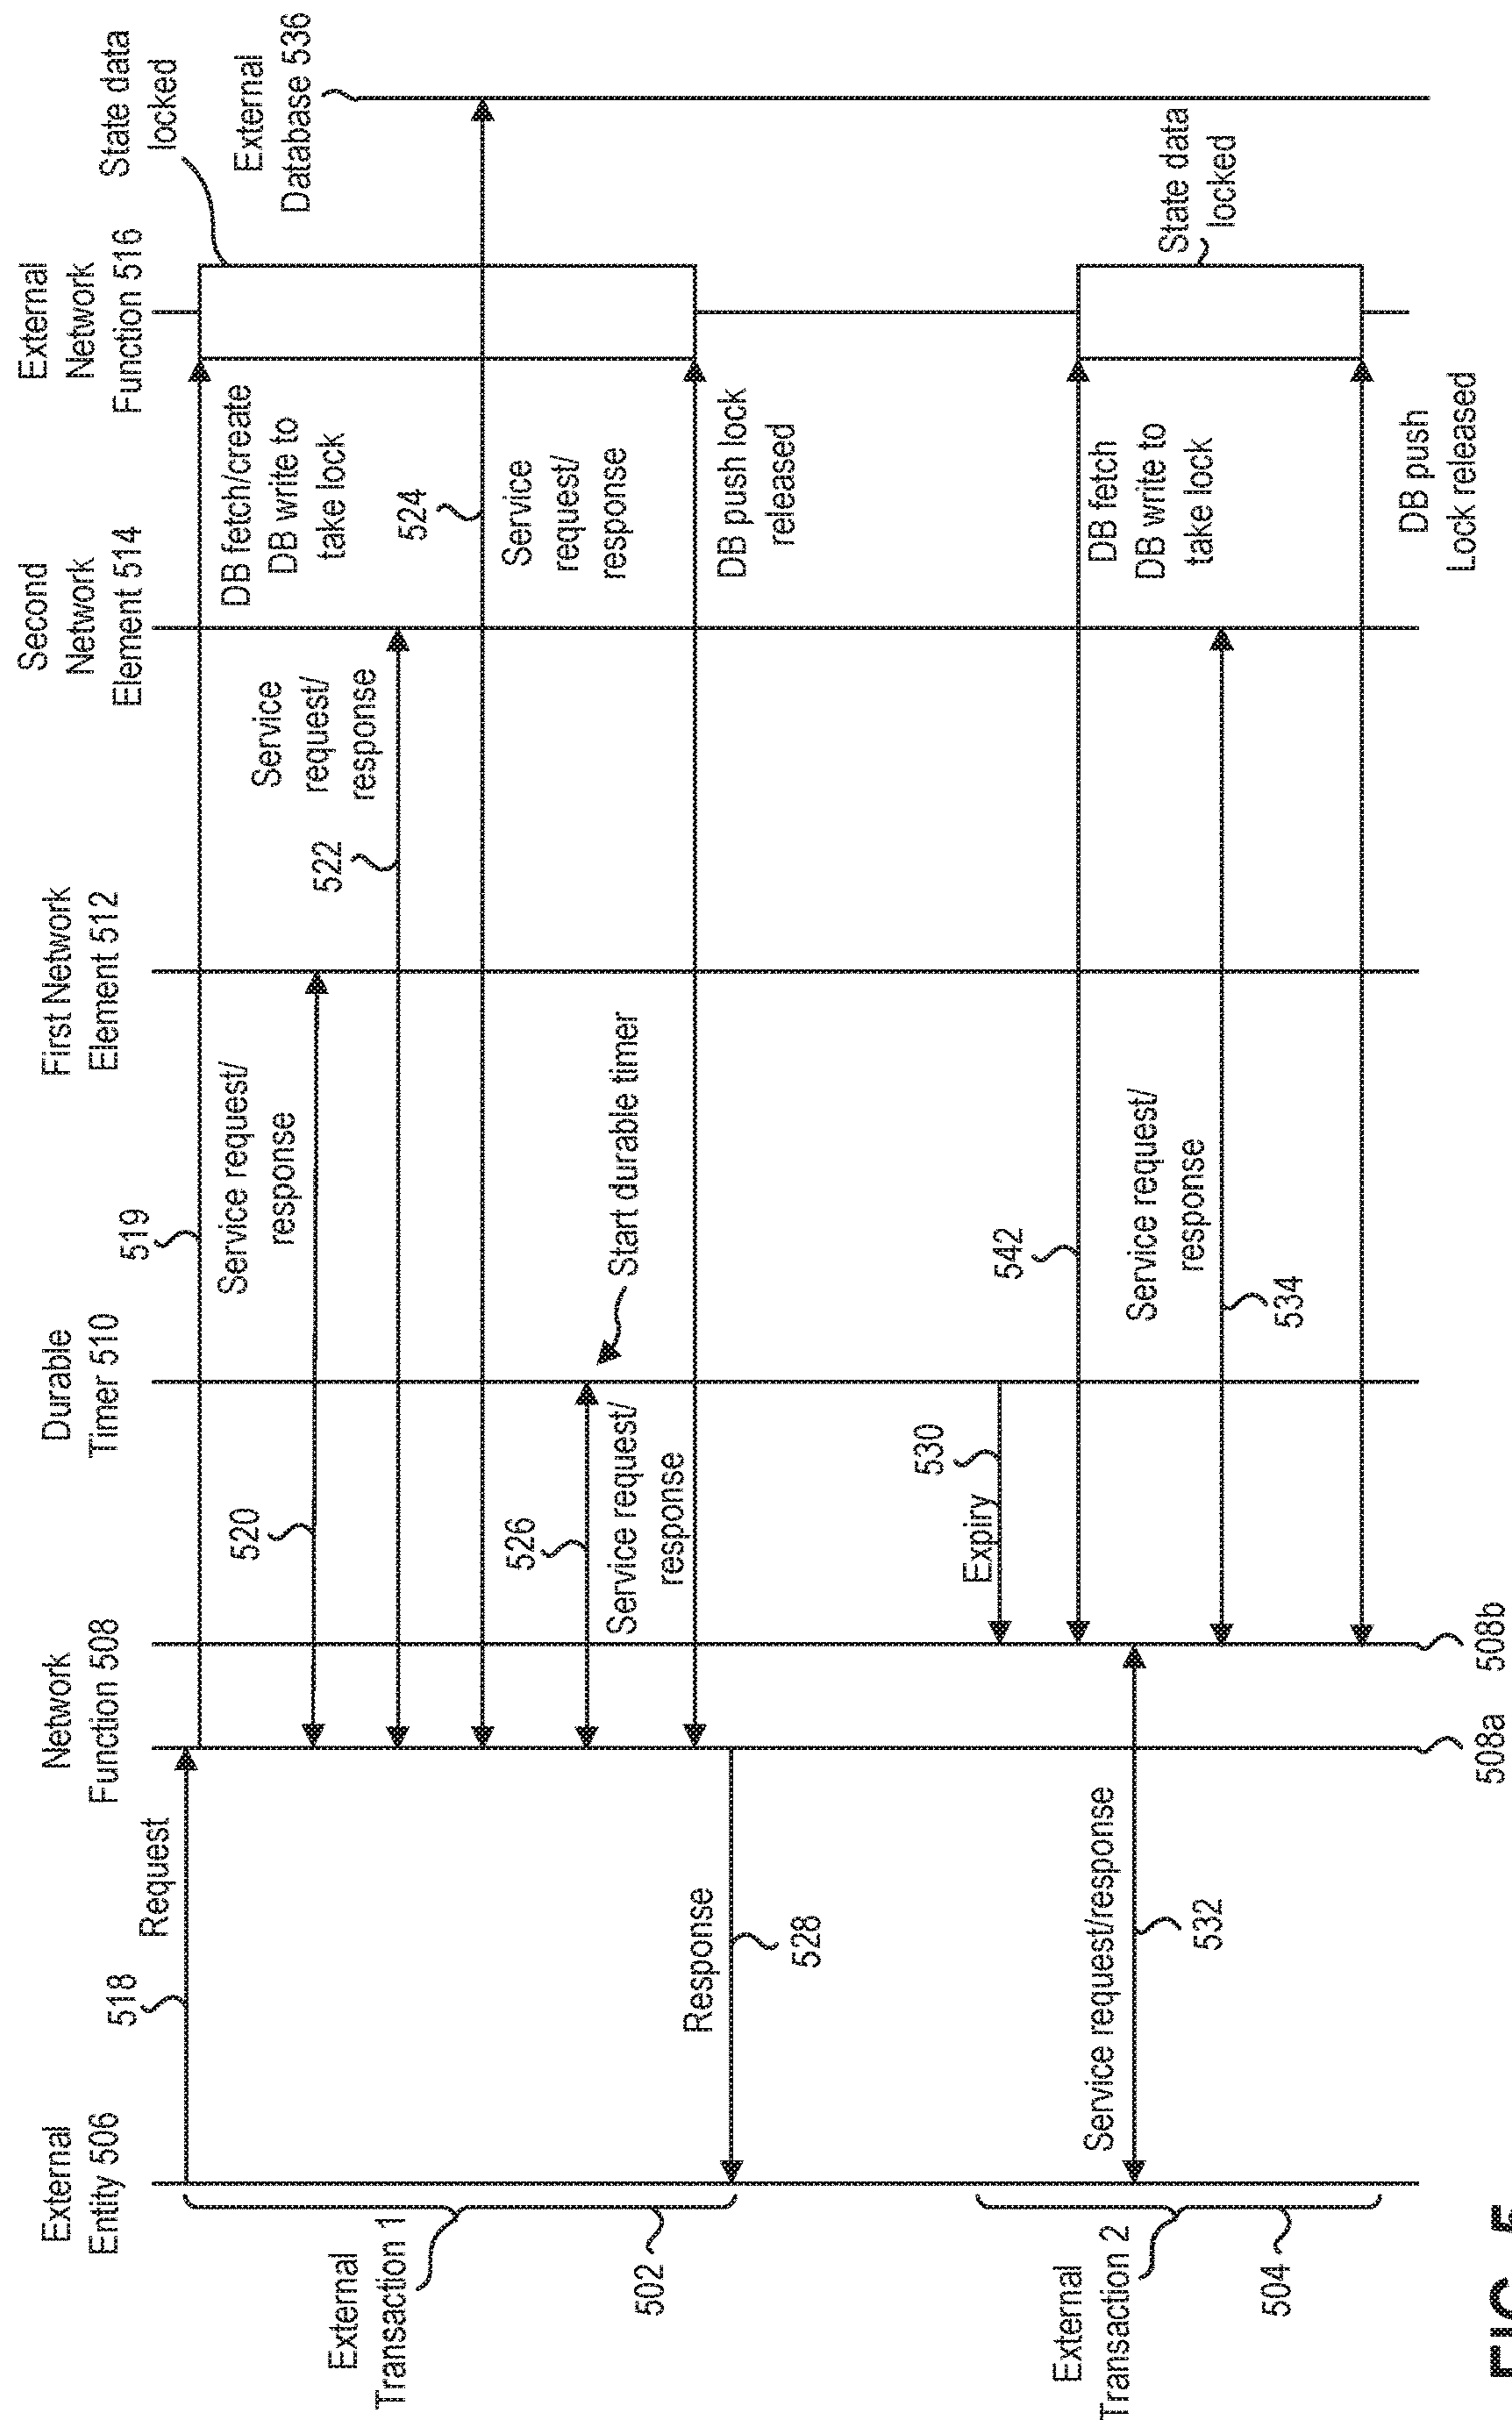 External
Entity 506
Network
Function 508
Durable
Timer 510
First Network
Element 512
Second
Network
Element 514
External
Network
Function 516
State data
locked
External
Database 536
External
Transaction 1
502
518
Request
519
DB fetch/create
DB write to
take lock
520
Service request/
response
522
Service
request/
response
524
Service
request/
response
526
Service request/
response
Start durable timer
DB push lock
released
Response
528
External
Transaction 2
504
Expiry
530
542
DB fetch
DB write to
take lock
State data
locked
Service request/response
532
Service request/
response
534
DB push
Lock released
508a
508b